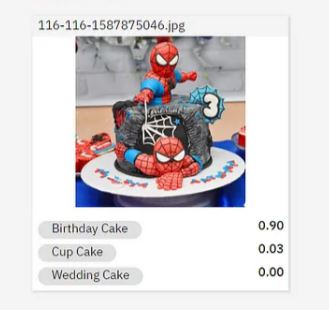 116-116-1587875046.jpg
3
Birthday Cake 0.90
Cup Cake 0.03
Wedding Cake 0.00